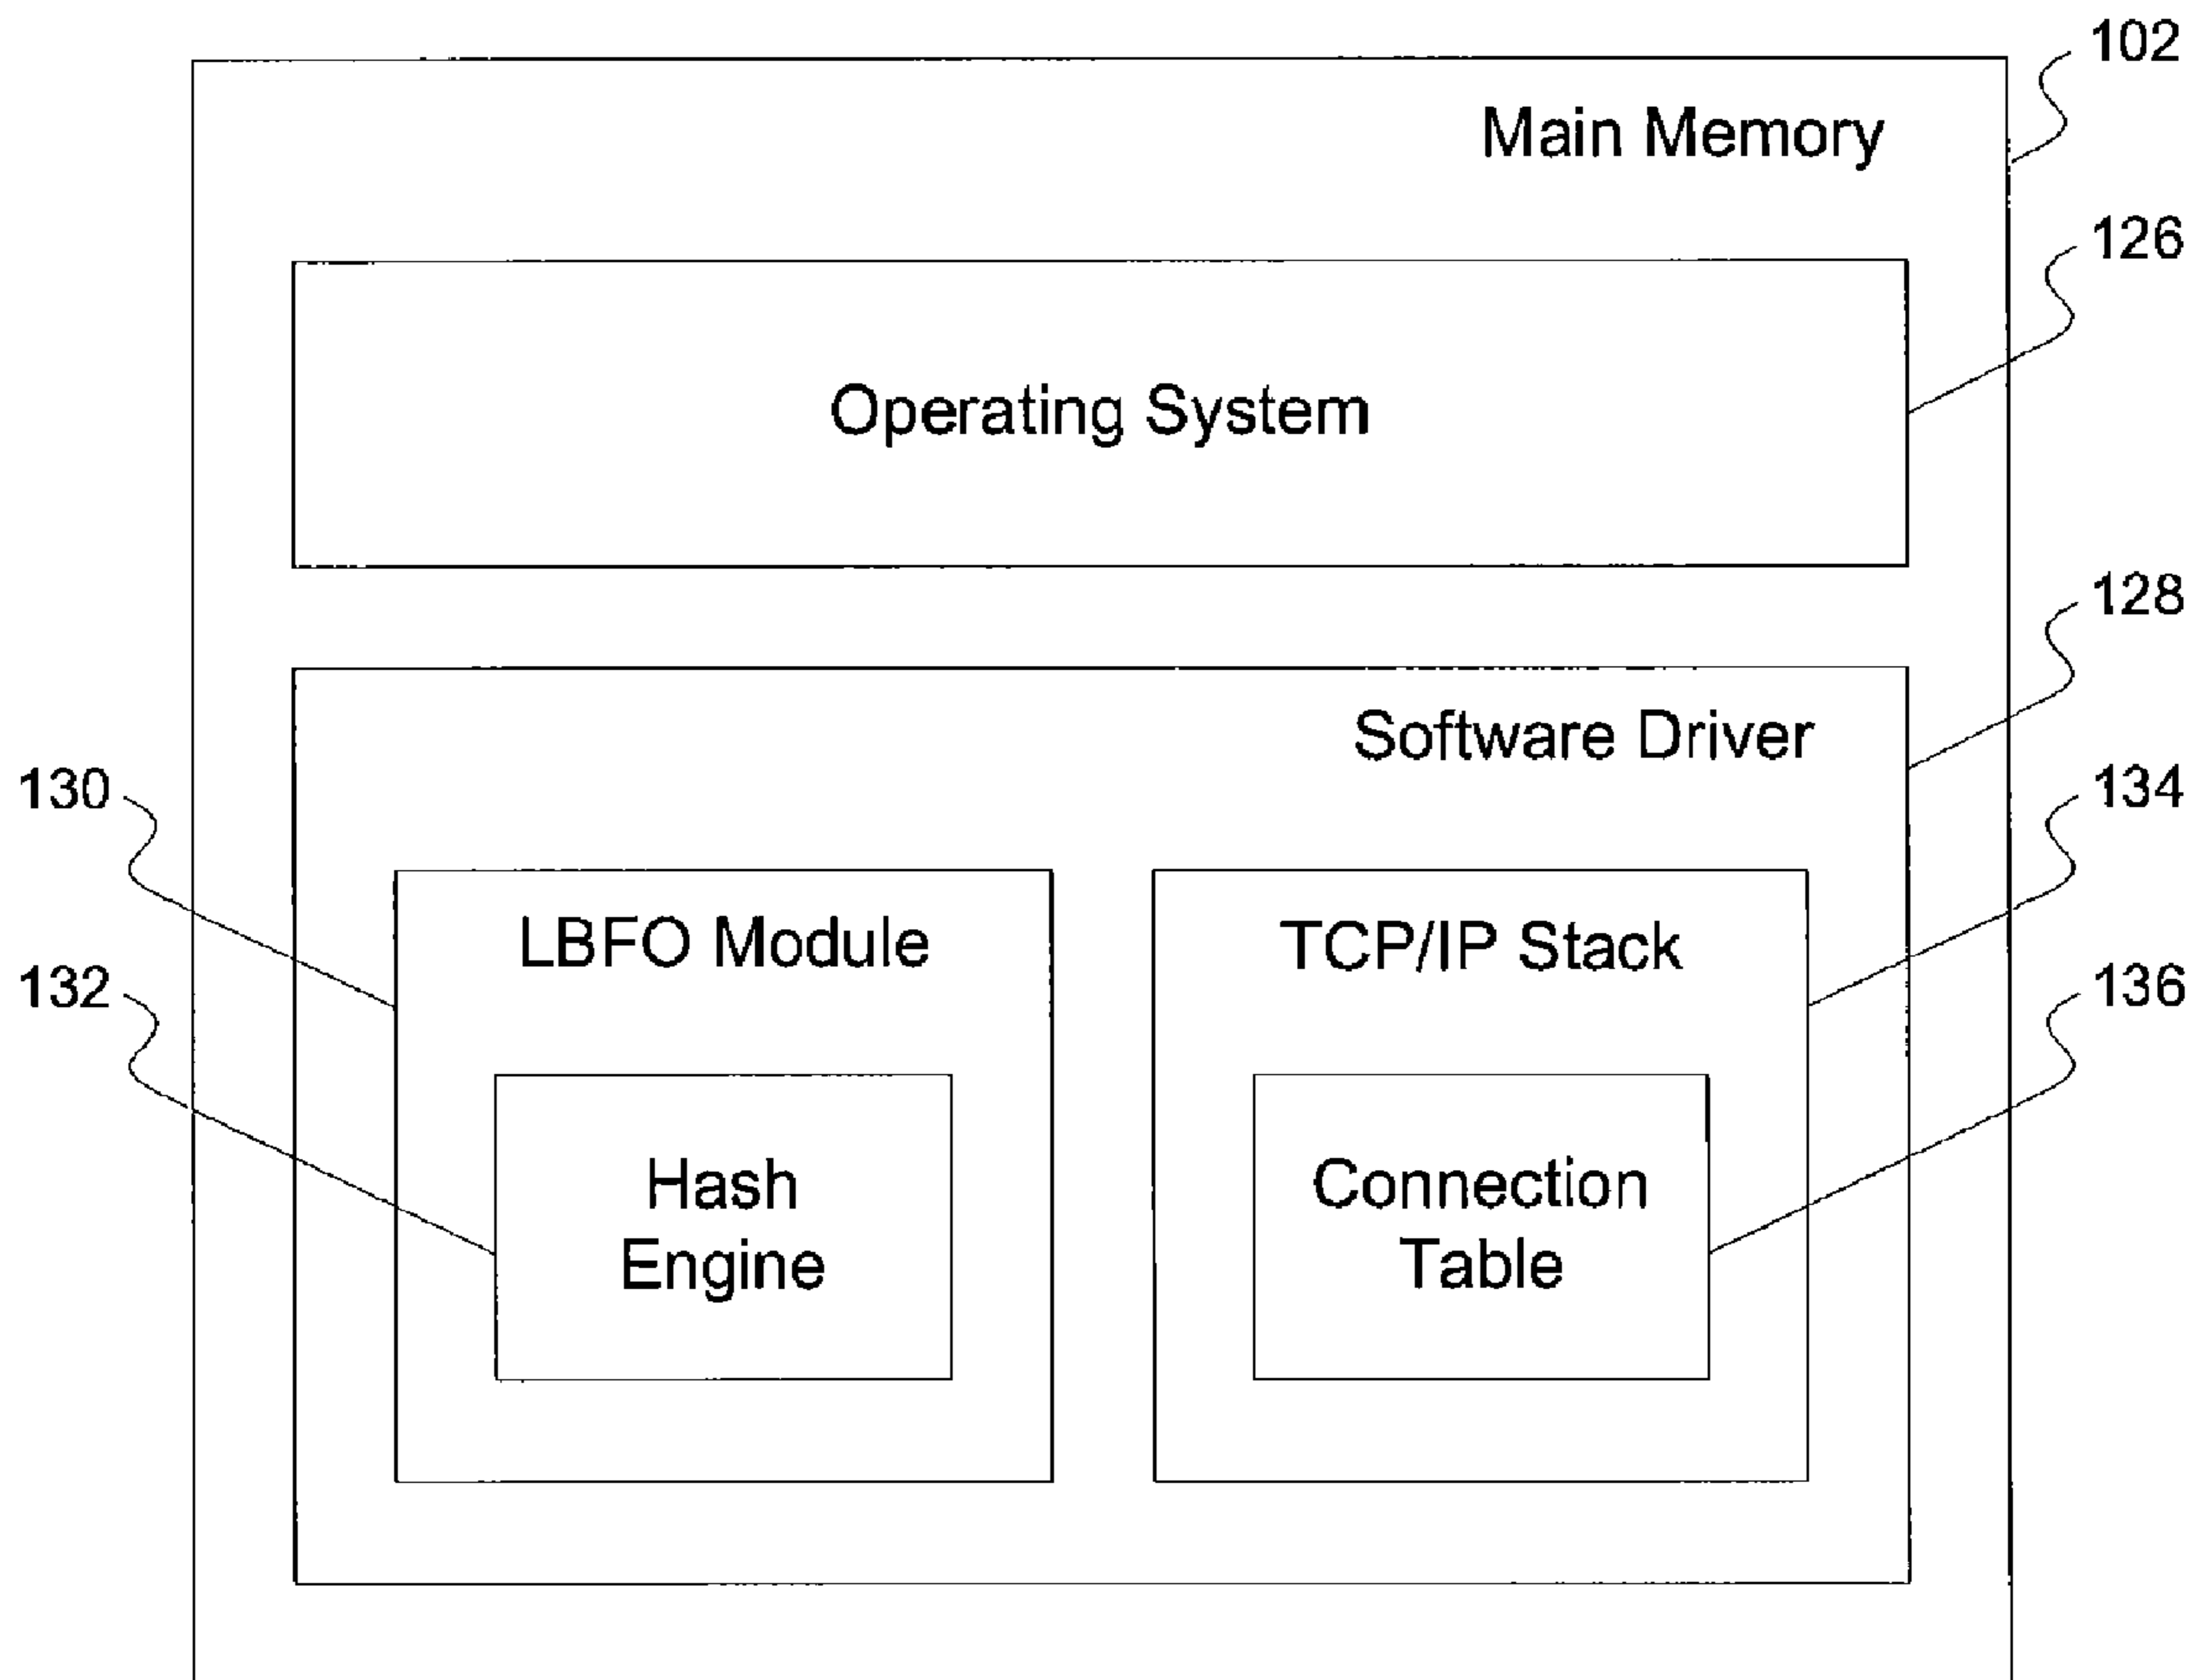 102
Main Memory
126
Operating System
128
Software Driver
130
134
LBFO Module
TCP/IP Stack
132
136
Hash
Engine
Connection
Table